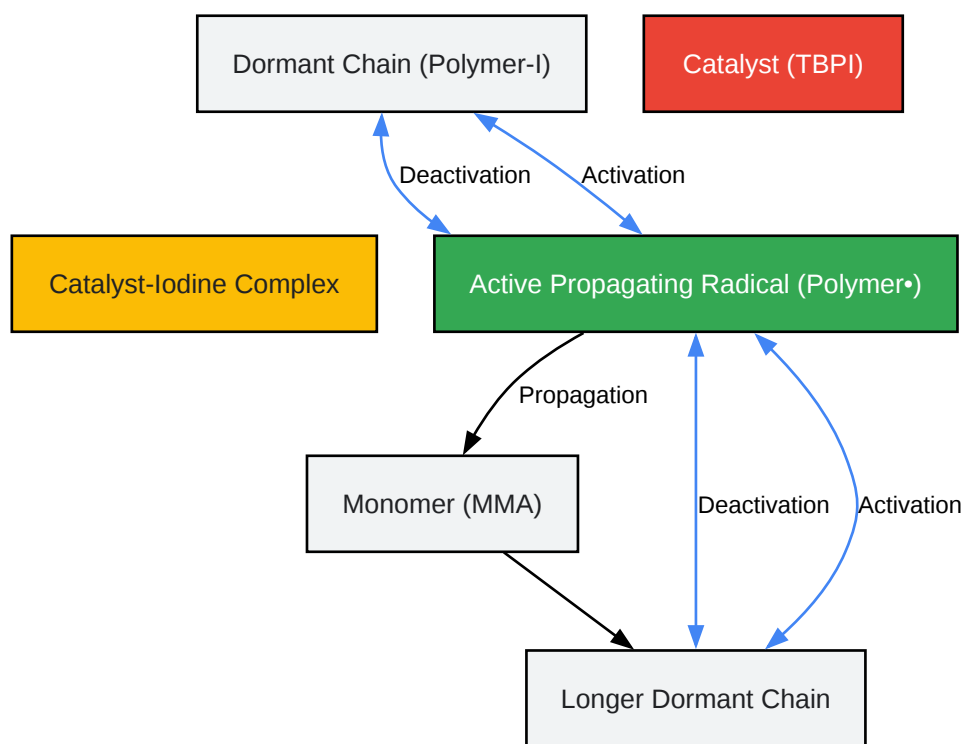 Dormant Chain (Polymer-I)
Catalyst (TBPI)
Deactivation
Activation
Catalyst-Iodine Complex
Active Propagating Radical (Polymer•)
Propagation
Monomer (MMA)
Deactivation
Activation
Longer Dormant Chain